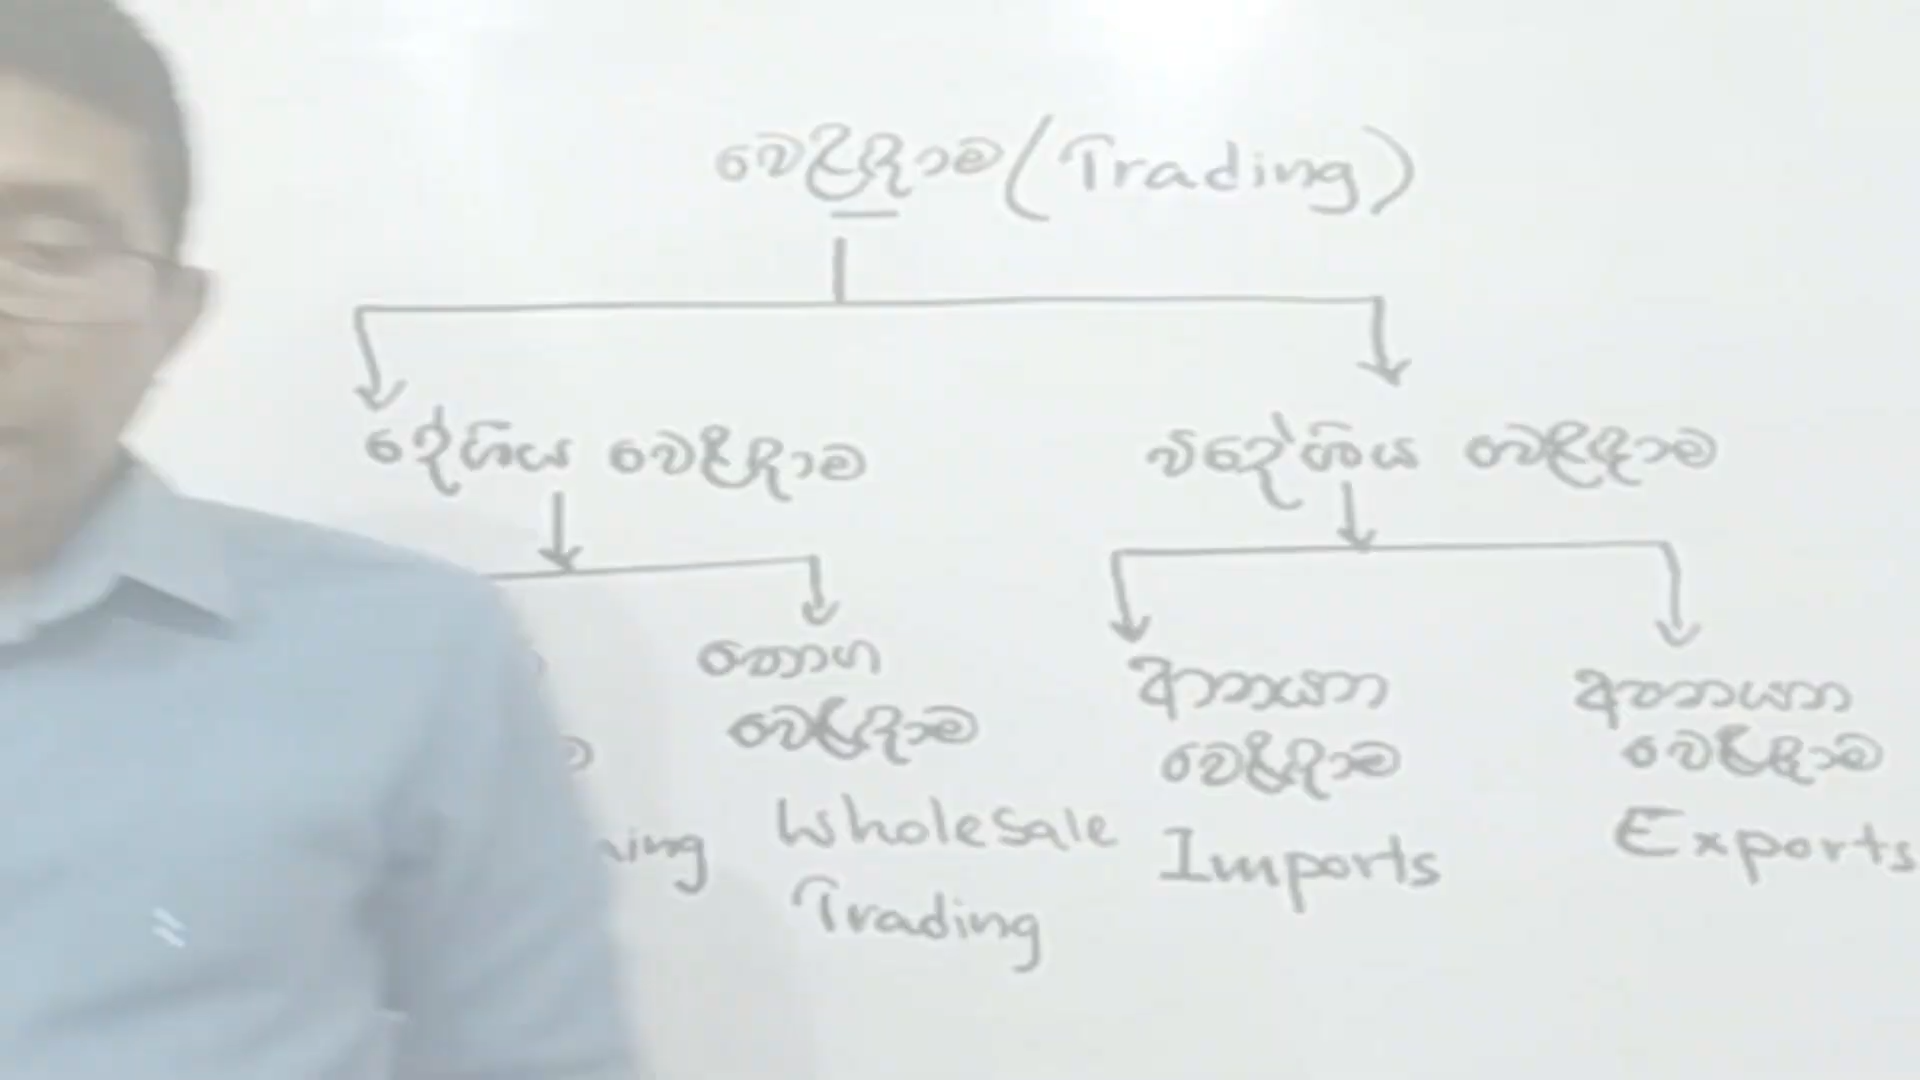 වෙළඳාම (Trading)
දේශීය වෙළඳාම
විදේශීය වෙළඳාම
තොග
වෙළඳාම
Wholesale
Trading
ආනයන
වෙළඳාම
Imports
අපනයන
වෙළඳාම
Exports